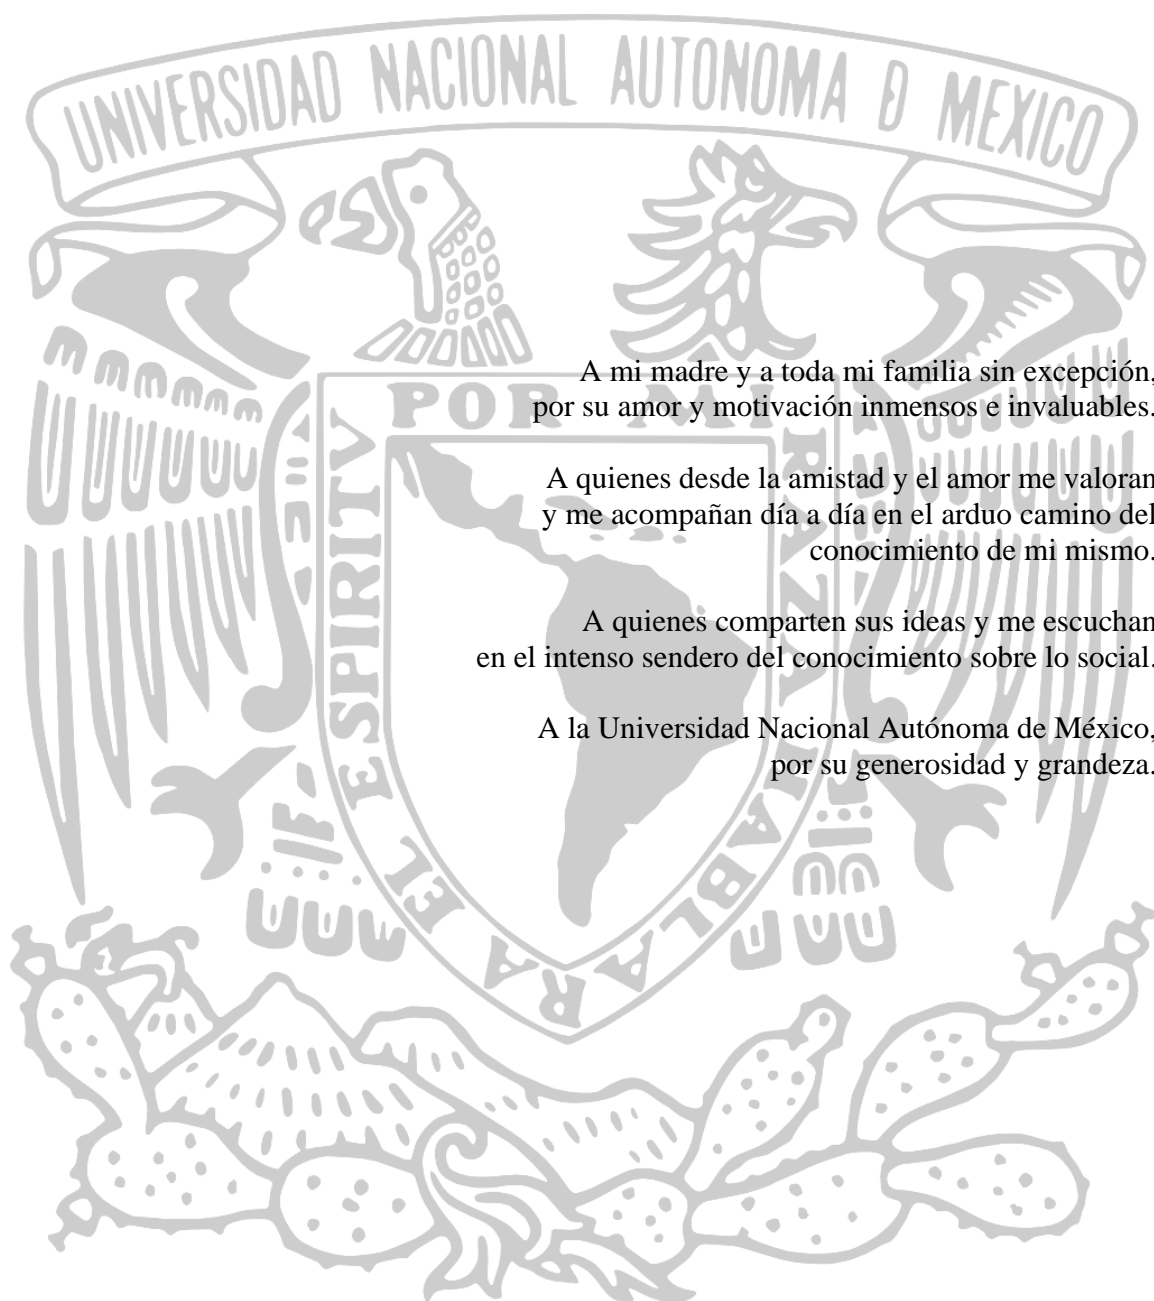 UNIVERSIDAD NACIONAL AUTONOMA D MEXICO
POR MI RAZA HABLARA EL ESPIRITV
A mi madre y a toda mi familia sin excepción,
por su amor y motivación inmensos e invaluables.
A quienes desde la amistad y el amor me valoran
y me acompañan día a día en el arduo camino del
conocimiento de mi mismo.
A quienes comparten sus ideas y me escuchan
en el intenso sendero del conocimiento sobre lo social.
A la Universidad Nacional Autónoma de México,
por su generosidad y grandeza.